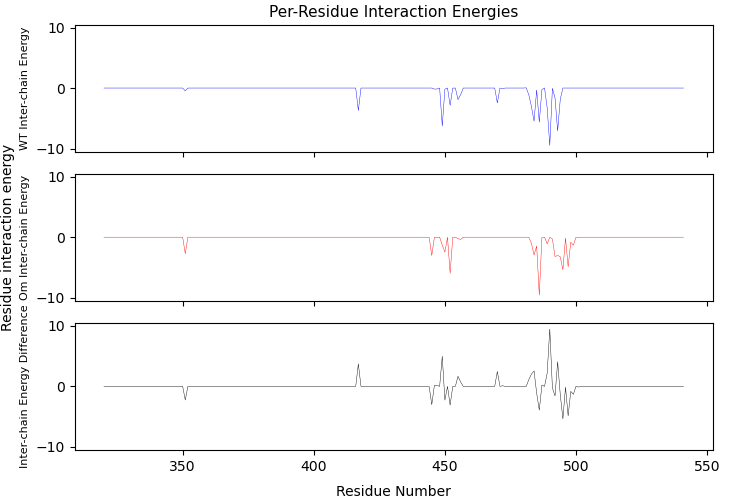 Per-Residue Interaction Energies
Residue interaction energy
WT Inter-chain Energy
10
0
−10
Om Inter-chain Energy
10
0
−10
Inter-chain Energy Difference
10
0
−10
350
400
450
500
550
Residue Number